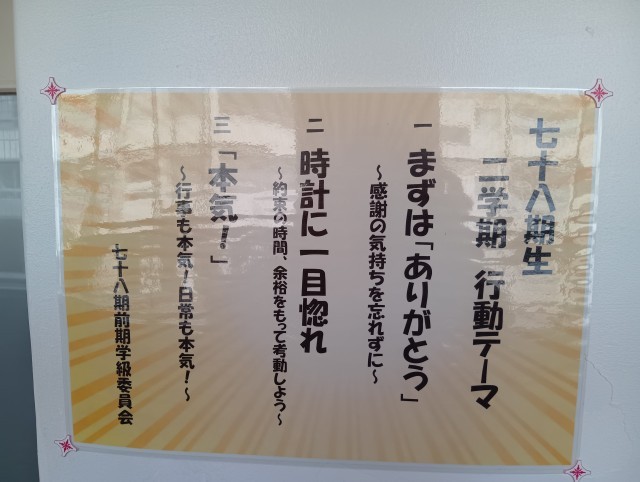 七十八期生
二学期 行動テーマ
一 まずは「ありがとう」
～感謝の気持ちを忘れずに～
二 時計に一目惚れ
～約束の時間、余裕をもって考動しよう～
三 「本気！」
～行事も本気！日常も本気！～
七十八期前期学級委員会